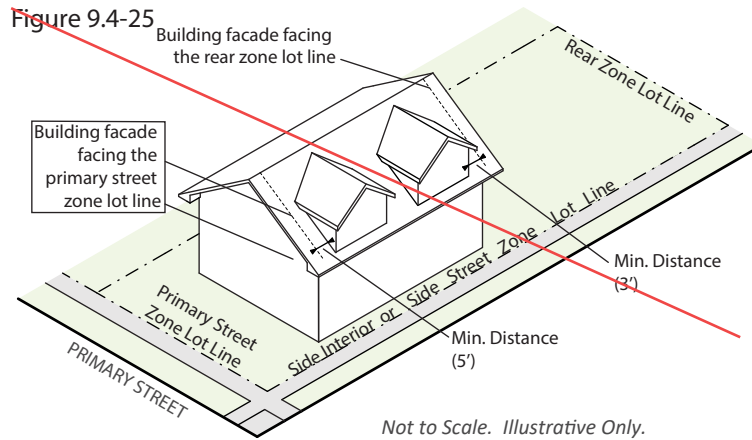 Figure 9.4-25
Building facade facing
the rear zone lot line
Rear Zone Lot Line
Building facade
facing the
primary street
zone lot line
Min. Distance
(3')
Side Interior or Side Street Zone Lot Line
Primary Street
Zone Lot Line
Min. Distance
(5')
PRIMARY STREET
Not to Scale. Illustrative Only.